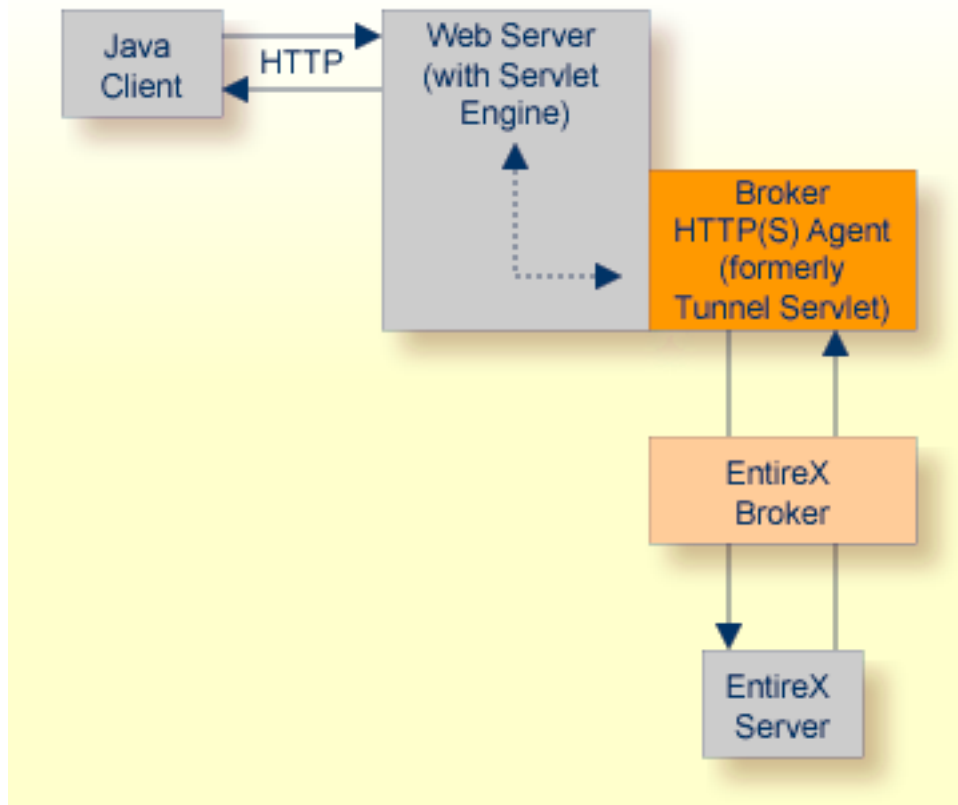 Java
Client
HTTP
Web Server
(with Servlet
Engine)
Broker
HTTP(S) Agent
(formerly
Tunnel Servlet)
EntireX
Broker
EntireX
Server